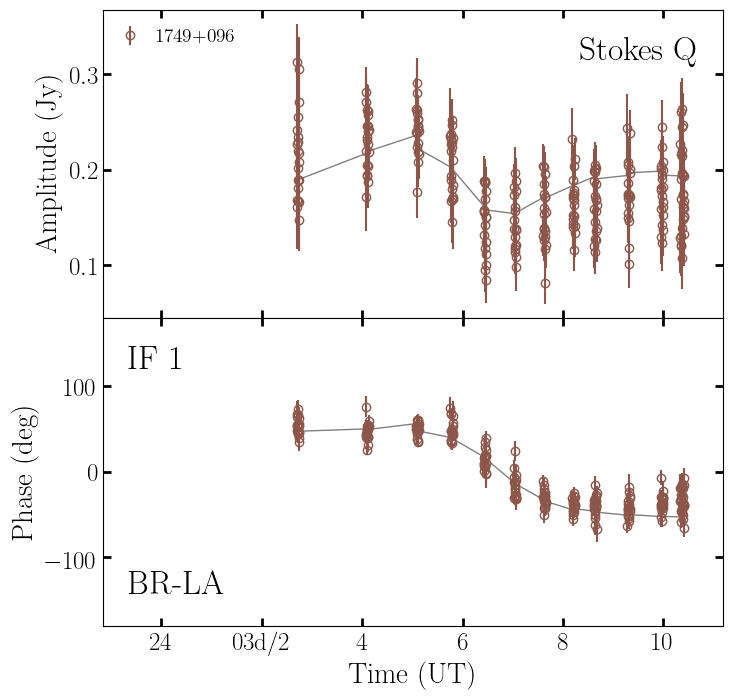 1749+096
Stokes Q
Amplitude (Jy)
0.3
0.2
0.1
IF 1
Phase (deg)
100
0
−100
BR-LA
24
03d/2
4
6
8
10
Time (UT)